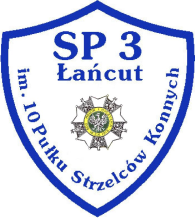 SP 3
Łańcut
im. 10 Pułku Strzelców Konnych